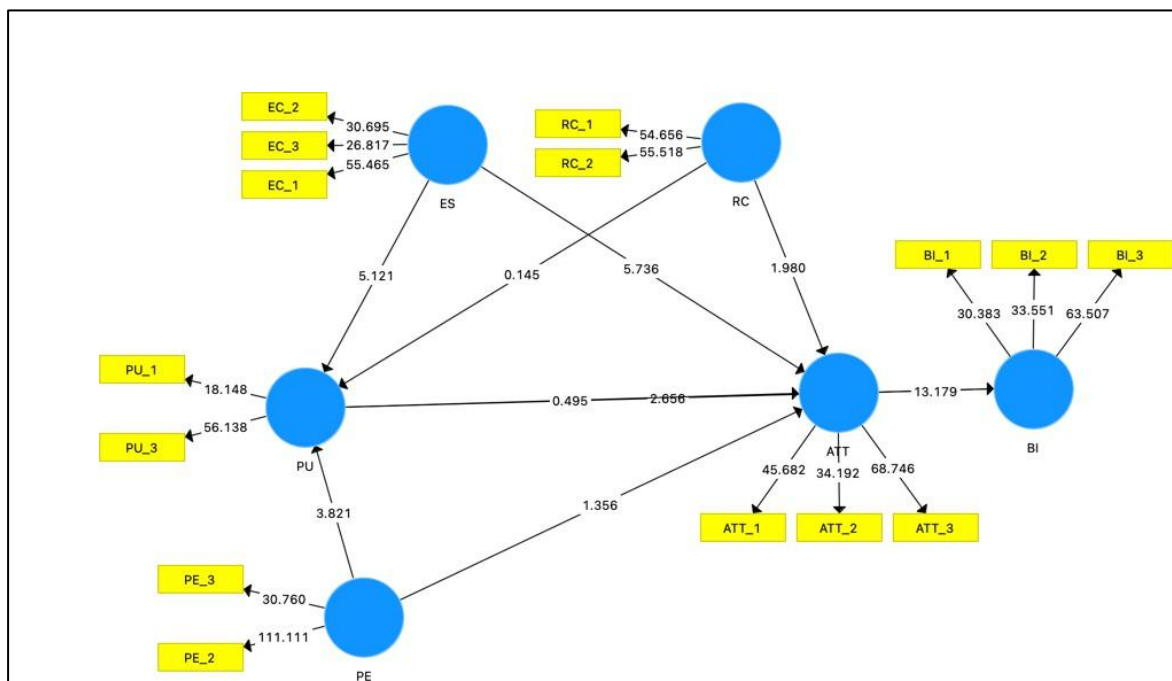 EC_2
30.695
EC_3
26.817
EC_1
55.465
ES
RC_1
54.656
RC_2
55.518
RC
5.121
0.145
5.736
1.980
BI_1
BI_2
BI_3
30.383
33.551
63.507
BI
PU_1
18.148
PU_3
56.138
PU
0.495
2.656
13.179
ATT
45.682
34.192
68.746
ATT_1
ATT_2
ATT_3
3.821
1.356
PE_3
30.760
PE_2
111.111
PE